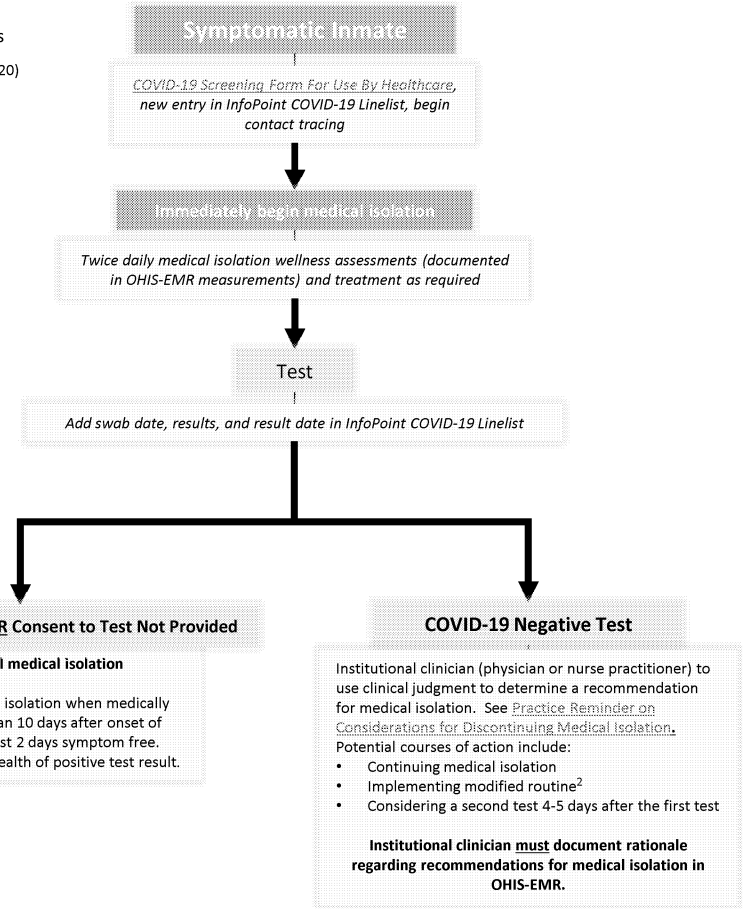 s
20)
Symptomatic Inmate
COVID-19 Screening Form For Use By Healthcare,
new entry in InfoPoint COVID-19 Linelist, begin
contact tracing
Immediately begin medical isolation
Twice daily medical isolation wellness assessments (documented
in OHIS-EMR measurements) and treatment as required
Test
Add swab date, results, and result date in InfoPoint COVID-19 Linelist
R Consent to Test Not Provided
l medical isolation
isolation when medically
an 10 days after onset of
st 2 days symptom free.
ealth of positive test result.
COVID-19 Negative Test
Institutional clinician (physician or nurse practitioner) to
use clinical judgment to determine a recommendation
for medical isolation. See Practice Reminder on
Considerations for Discontinuing Medical Isolation.
Potential courses of action include:
• Continuing medical isolation
• Implementing modified routine2
• Considering a second test 4-5 days after the first test
Institutional clinician must document rationale
regarding recommendations for medical isolation in
OHIS-EMR.